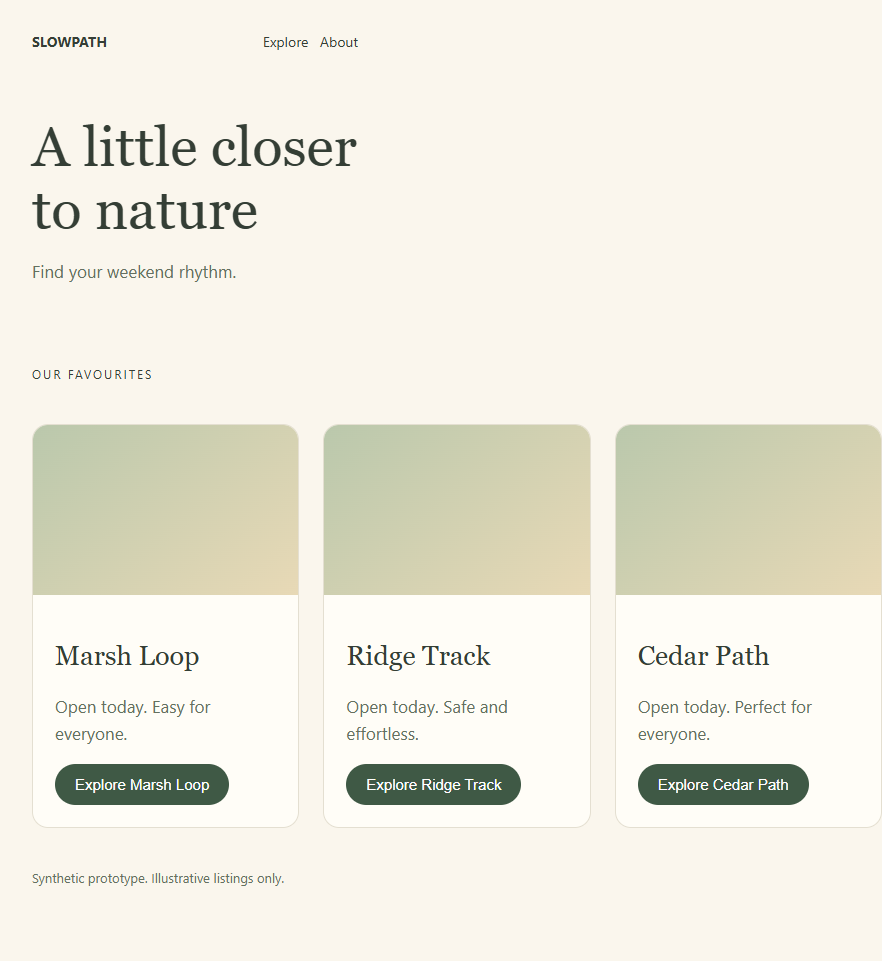 SLOWPATH Explore About
A little closer
to nature
Find your weekend rhythm.
OUR FAVOURITES
Marsh Loop
Open today. Easy for
everyone.
Explore Marsh Loop
Ridge Track
Open today. Safe and
effortless.
Explore Ridge Track
Cedar Path
Open today. Perfect for
everyone.
Explore Cedar Path
Synthetic prototype. Illustrative listings only.